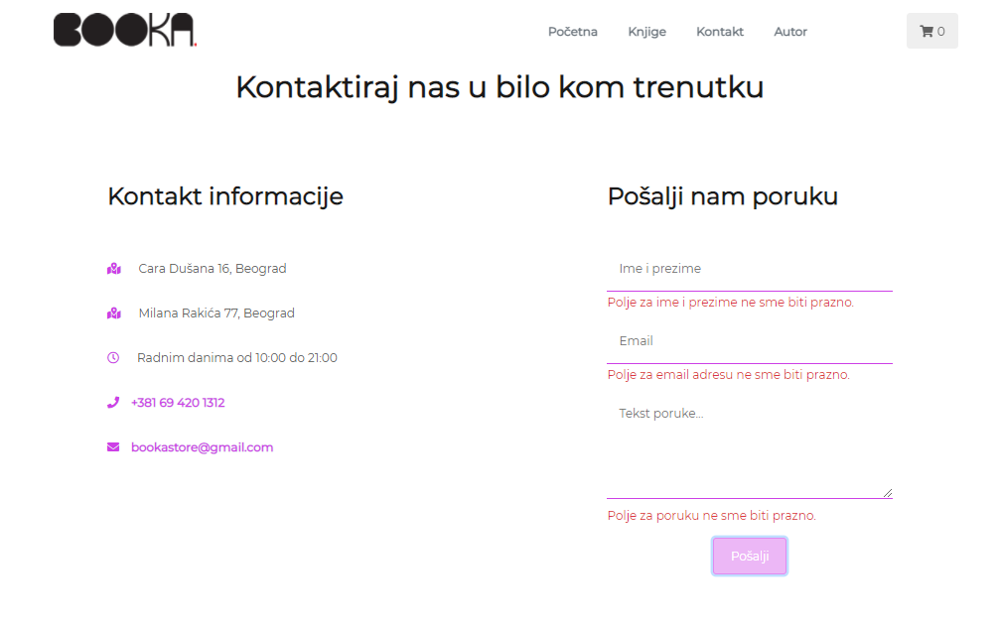 BOOKA.
Početna Knjige Kontakt Autor 0
Kontaktiraj nas u bilo kom trenutku
Kontakt informacije
Cara Dušana 16, Beograd
Milana Rakića 77, Beograd
Radnim danima od 10:00 do 21:00
+381 69 420 1312
bookastore@gmail.com
Pošalji nam poruku
Ime i prezime
Polje za ime i prezime ne sme biti prazno.
Email
Polje za email adresu ne sme biti prazno.
Tekst poruke...
Polje za poruku ne sme biti prazno.
Pošalji